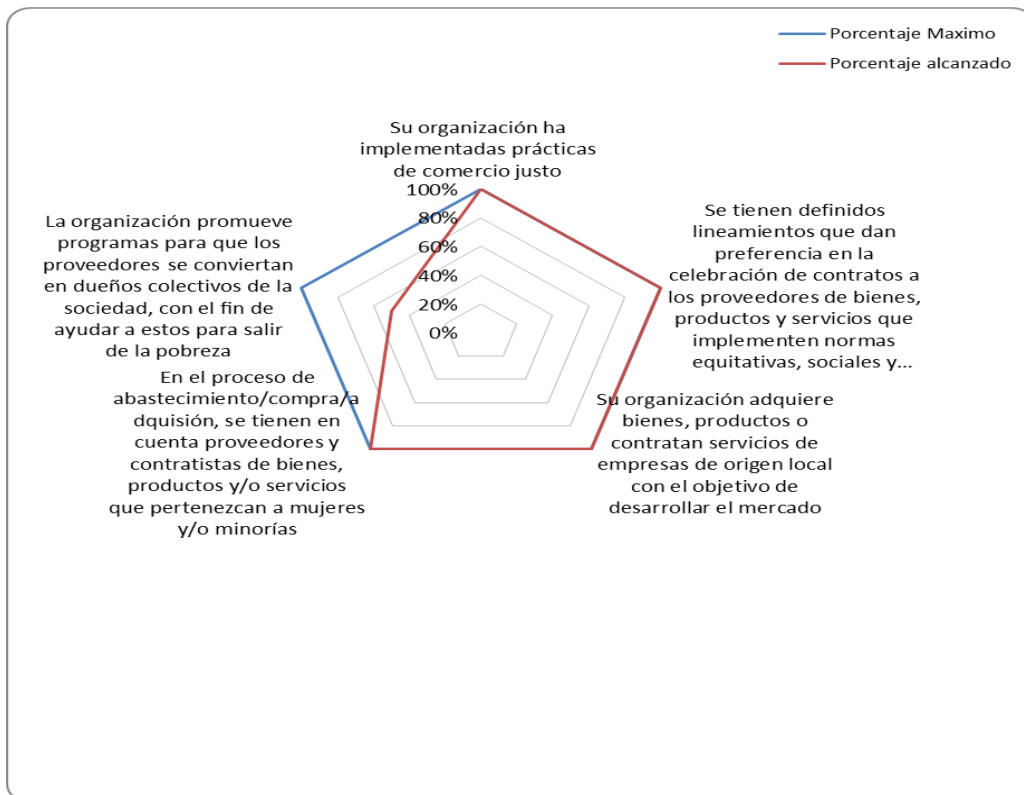 Porcentaje Maximo
Porcentaje alcanzado
Su organización ha
implementadas prácticas
de comercio justo
100%
80%
60%
40%
20%
0%
Se tienen definidos
lineamientos que dan
preferencia en la
celebración de contratos a
los proveedores de bienes,
productos y servicios que
implementen normas
equitativas, sociales y...
Su organización adquiere
bienes, productos o
contratan servicios de
empresas de origen local
con el objetivo de
desarrollar el mercado
En el proceso de
abastecimiento/compra/a
dquisión, se tienen en
cuenta proveedores y
contratistas de bienes,
productos y/o servicios
que pertenezcan a mujeres
y/o minorías
La organización promueve
programas para que los
proveedores se conviertan
en dueños colectivos de la
sociedad, con el fin de
ayudar a estos para salir
de la pobreza